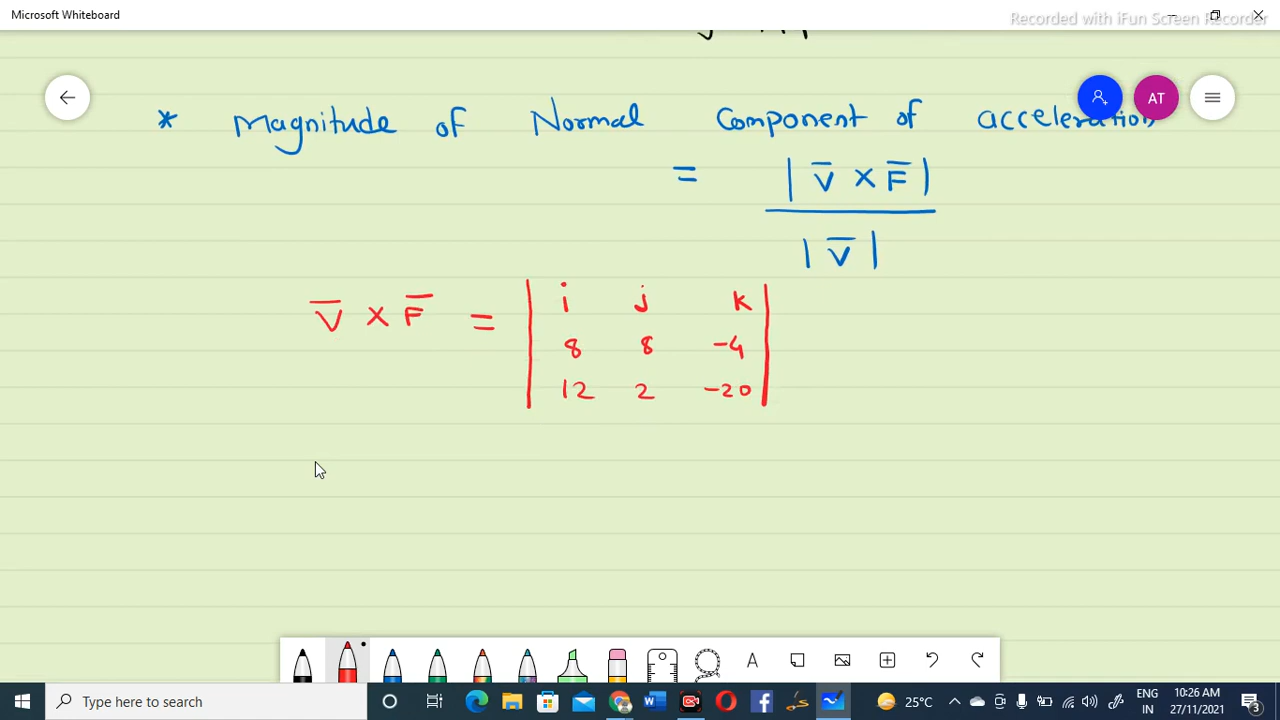 Microsoft Whiteboard
Recorded with iFun Screen Recorder
AT
* Magnitude of Normal Component of acceleration
= | V̅ × F̅ |
| V̅ |
V̅ × F̅ = | i j k |
8 8 -4
12 2 -20
A
Type here to search
25°C
ENG
IN
10:26 AM
27/11/2021
3